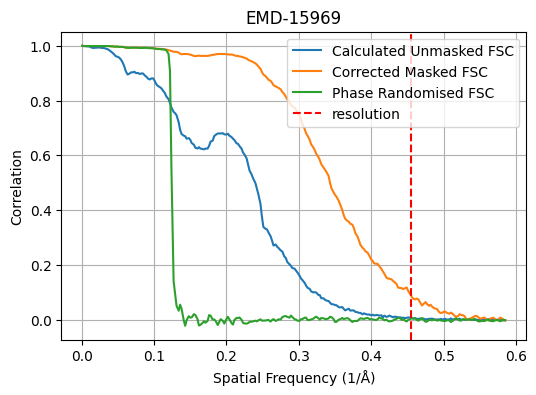 EMD-15969
Calculated Unmasked FSC
Corrected Masked FSC
Phase Randomised FSC
resolution
Correlation
1.0
0.8
0.6
0.4
0.2
0.0
0.0 0.1 0.2 0.3 0.4 0.5 0.6
Spatial Frequency (1/Å)